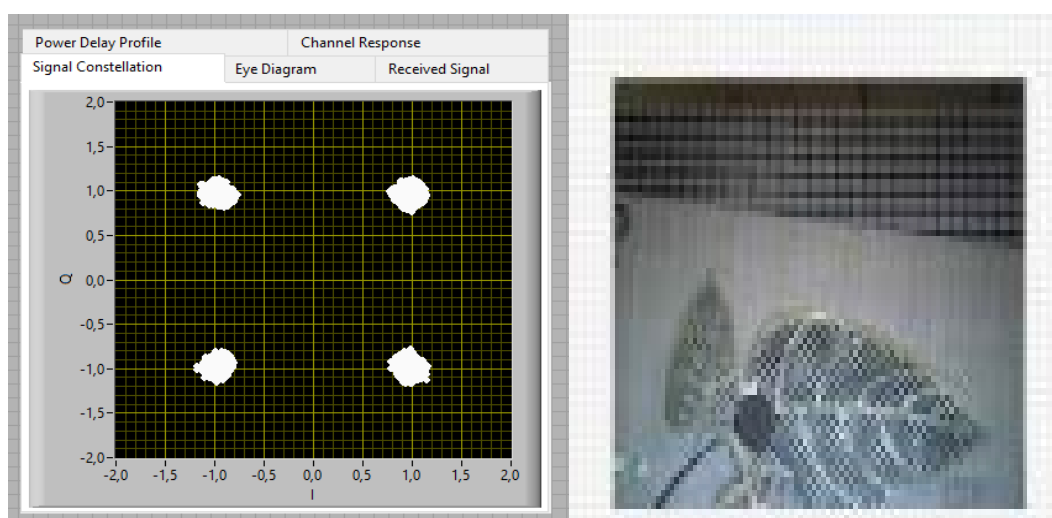 Power Delay Profile Channel Response
Signal Constellation Eye Diagram Received Signal
2,0
1,5
1,0
0,5
0,0
-0,5
-1,0
-1,5
-2,0
Q
-2,0 -1,5 -1,0 -0,5 0,0 0,5 1,0 1,5 2,0
I